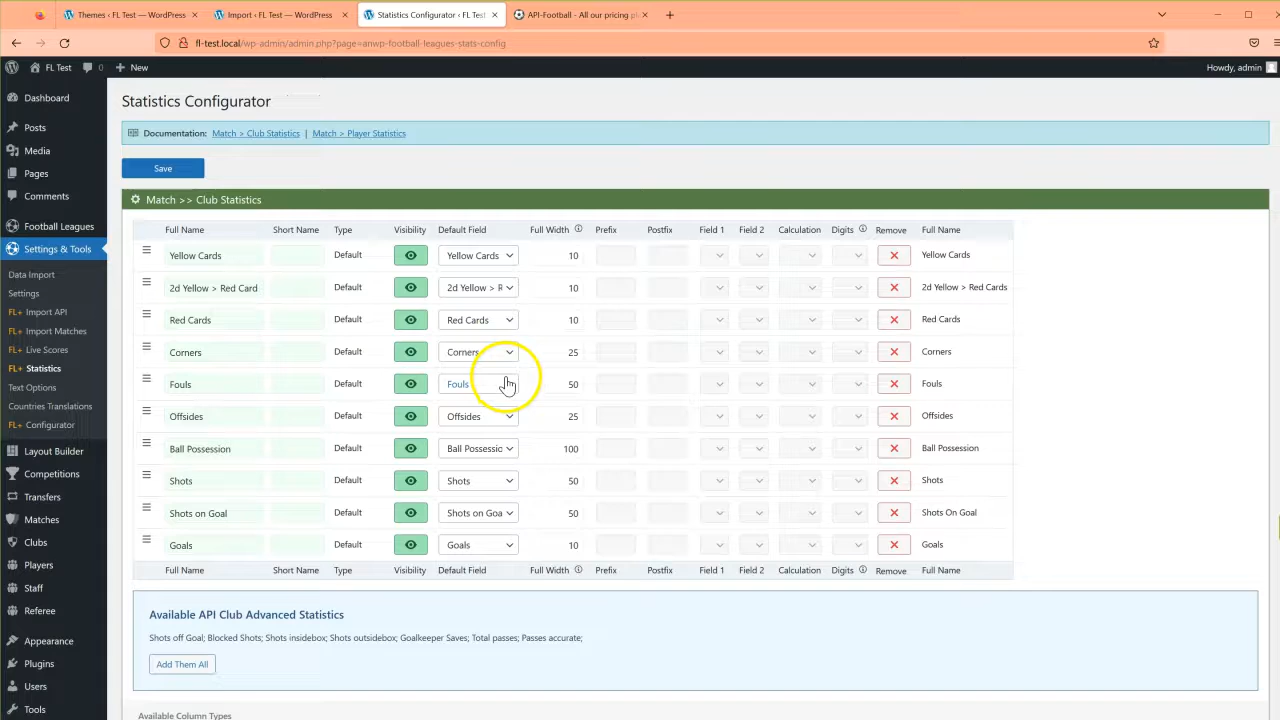 Themes ‹ FL Test — WordPress
Import ‹ FL Test — WordPress
Statistics Configurator ‹ FL Test
API-Football - All our pricing pl
fl-test.local/wp-admin/admin.php?page=anwp-football-leagues-stats-config
FL Test 0 New Howdy, admin
Dashboard
Posts
Media
Pages
Comments
Football Leagues
Settings & Tools
Data Import
Settings
FL+ Import API
FL+ Import Matches
FL+ Live Scores
FL+ Statistics
Text Options
Countries Translations
FL+ Configurator
Layout Builder
Competitions
Transfers
Matches
Clubs
Players
Staff
Referee
Appearance
Plugins
Users
Tools
Statistics Configurator
Documentation: Match > Club Statistics | Match > Player Statistics
Save
Match >> Club Statistics
Full Name Short Name Type Visibility Default Field Full Width Prefix Postfix Field 1 Field 2 Calculation Digits Remove Full Name
Yellow Cards Default Yellow Cards 10 Yellow Cards
2d Yellow > Red Card Default 2d Yellow > R 10 2d Yellow > Red Cards
Red Cards Default Red Cards 10 Red Cards
Corners Default Corners 25 Corners
Fouls Default Fouls 50 Fouls
Offsides Default Offsides 25 Offsides
Ball Possession Default Ball Possessic 100 Ball Possession
Shots Default Shots 50 Shots
Shots on Goal Default Shots on Goa 50 Shots On Goal
Goals Default Goals 10 Goals
Full Name Short Name Type Visibility Default Field Full Width Prefix Postfix Field 1 Field 2 Calculation Digits Remove Full Name
Available API Club Advanced Statistics
Shots off Goal; Blocked Shots; Shots insidebox; Shots outsidebox; Goalkeeper Saves; Total passes; Passes accurate;
Add Them All
Available Column Types